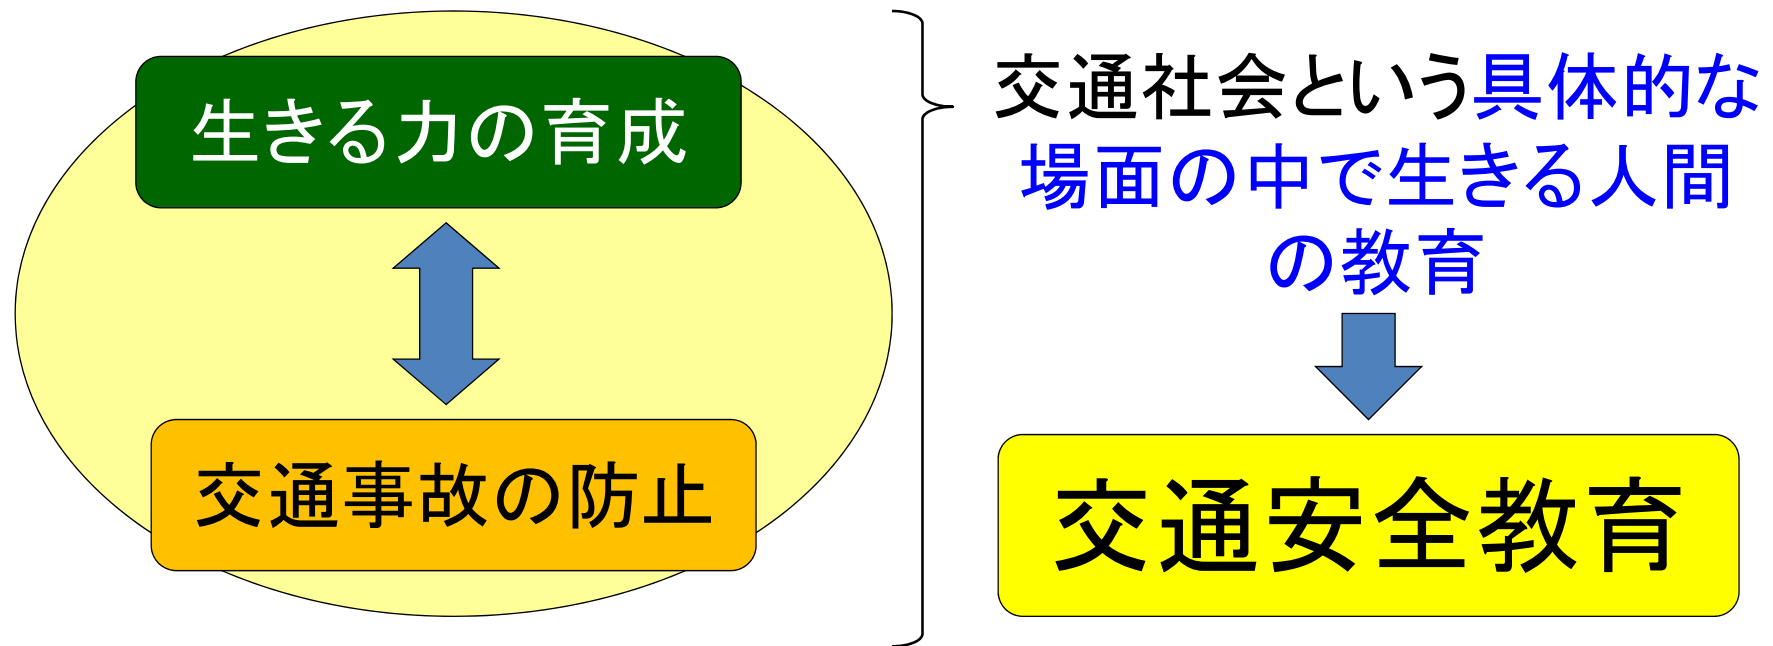 生きる力の育成
交通事故の防止
交通社会という具体的な
場面の中で生きる人間
の教育
交通安全教育